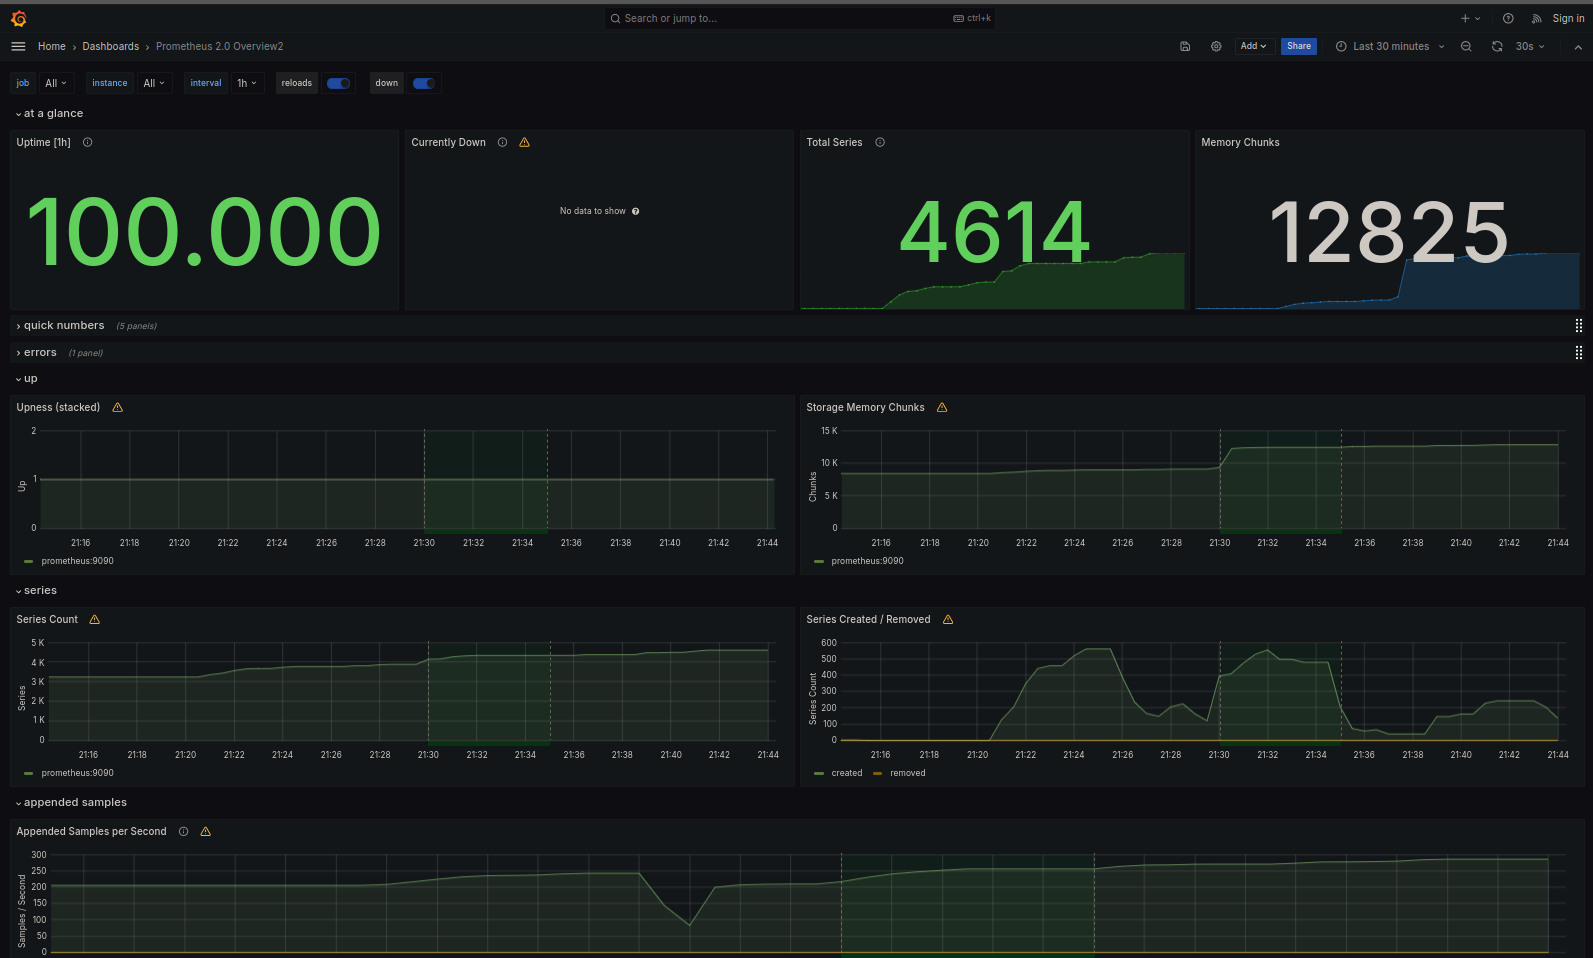 Search or jump to... ctrl+k
Sign in
Home › Dashboards › Prometheus 2.0 Overview2
Add Share Last 30 minutes 30s
job All instance All interval 1h reloads down
at a glance
Uptime [1h]
100.000
Currently Down
No data to show
Total Series
4614
Memory Chunks
12825
quick numbers (5 panels)
errors (1 panel)
up
Upness (stacked)
2
1
0
Up
21:16 21:18 21:20 21:22 21:24 21:26 21:28 21:30 21:32 21:34 21:36 21:38 21:40 21:42 21:44
prometheus:9090
Storage Memory Chunks
15 K
10 K
5 K
0
Chunks
21:16 21:18 21:20 21:22 21:24 21:26 21:28 21:30 21:32 21:34 21:36 21:38 21:40 21:42 21:44
prometheus:9090
series
Series Count
5 K
4 K
3 K
2 K
1 K
0
Series
21:16 21:18 21:20 21:22 21:24 21:26 21:28 21:30 21:32 21:34 21:36 21:38 21:40 21:42 21:44
prometheus:9090
Series Created / Removed
600
500
400
300
200
100
0
Series Count
21:16 21:18 21:20 21:22 21:24 21:26 21:28 21:30 21:32 21:34 21:36 21:38 21:40 21:42 21:44
created removed
appended samples
Appended Samples per Second
300
250
200
150
100
50
0
Samples / Second